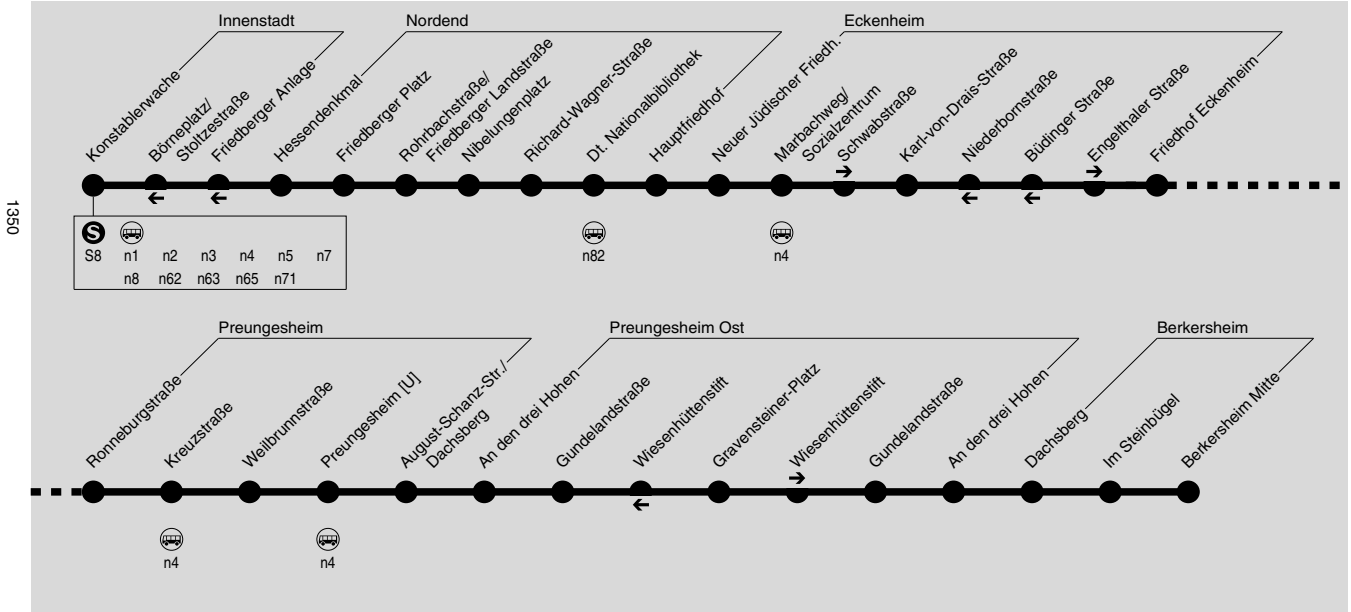 Innenstadt
Nordend
Eckenheim
Konstablerwache
Börneplatz/
Stoltzestraße
Friedberger Anlage
Hessendenkmal
Friedberger Platz
Rohrbachstraße/
Friedberger Landstraße
Nibelungenplatz
Richard-Wagner-Straße
Dt. Nationalbibliothek
Hauptfriedhof
Neuer Jüdischer Friedh.
Marbachweg/
Sozialzentrum
Schwabstraße
Karl-von-Drais-Straße
Niederbornstraße
Büdinger Straße
Engelthaler Straße
Friedhof Eckenheim
1350
S
S8 n1 n2 n3 n4 n5 n7
n8 n62 n63 n65 n71
n82
n4
Preungesheim
Preungesheim Ost
Berkersheim
Ronneburgstraße
Kreuzstraße
Weilbrunnstraße
Preungesheim [U]
August-Schanz-Str./
Dachsberg
An den drei Hohen
Gundelandstraße
Wiesenhüttenstift
Gravensteiner-Platz
Wiesenhüttenstift
Gundelandstraße
An den drei Hohen
Dachsberg
Im Steinbügel
Berkersheim Mitte
n4
n4